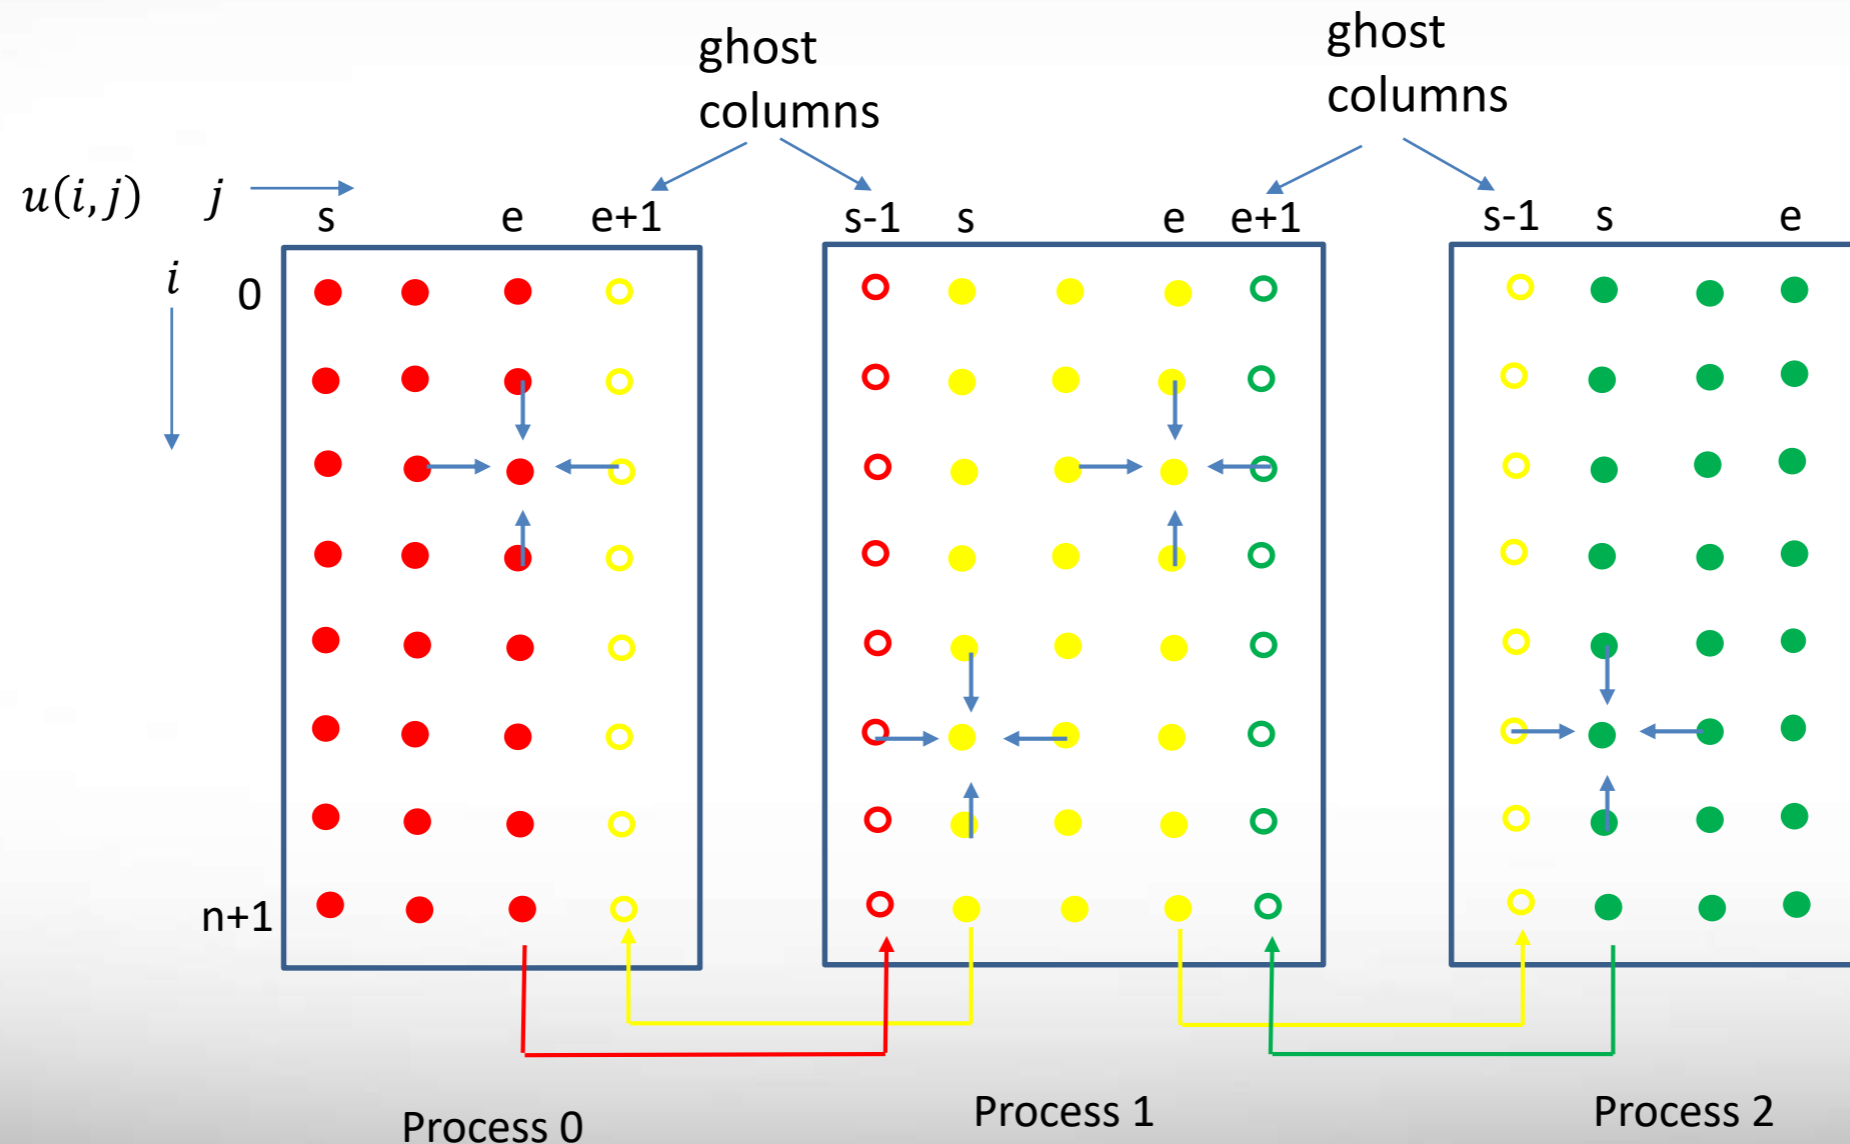 ghost
columns
ghost
columns
u(i,j) j
s e e+1 s-1 s e e+1 s-1 s e
i
0
n+1
Process 0 Process 1 Process 2